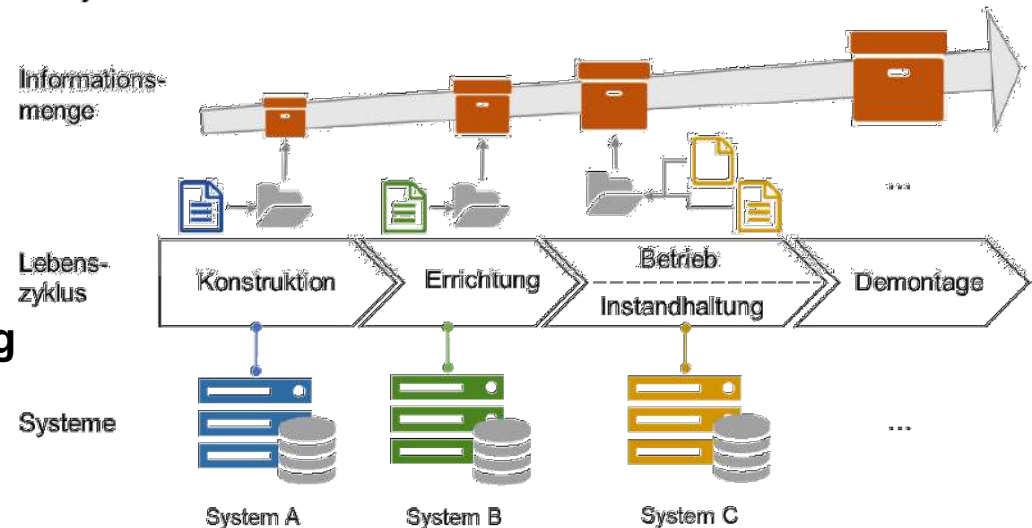 Informations-
menge
...
Lebens-
zyklus
Konstruktion
Errichtung
Betrieb
Instandhaltung
Demontage
g
Systeme
...
System A
System B
System C